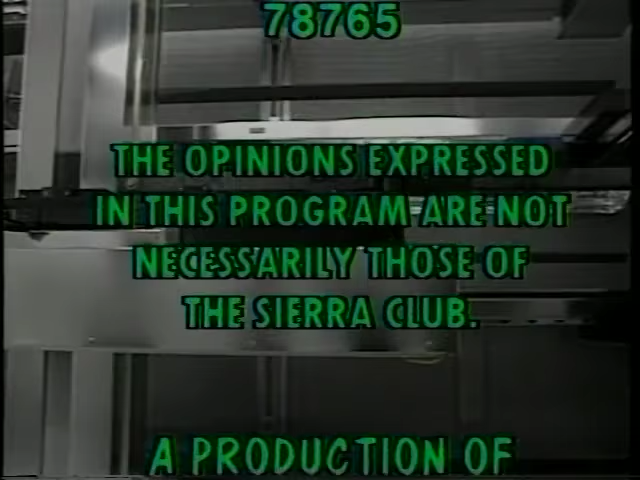 78765
THE OPINIONS EXPRESSED
IN THIS PROGRAM ARE NOT
NECESSARILY THOSE OF
THE SIERRA CLUB.
A PRODUCTION OF